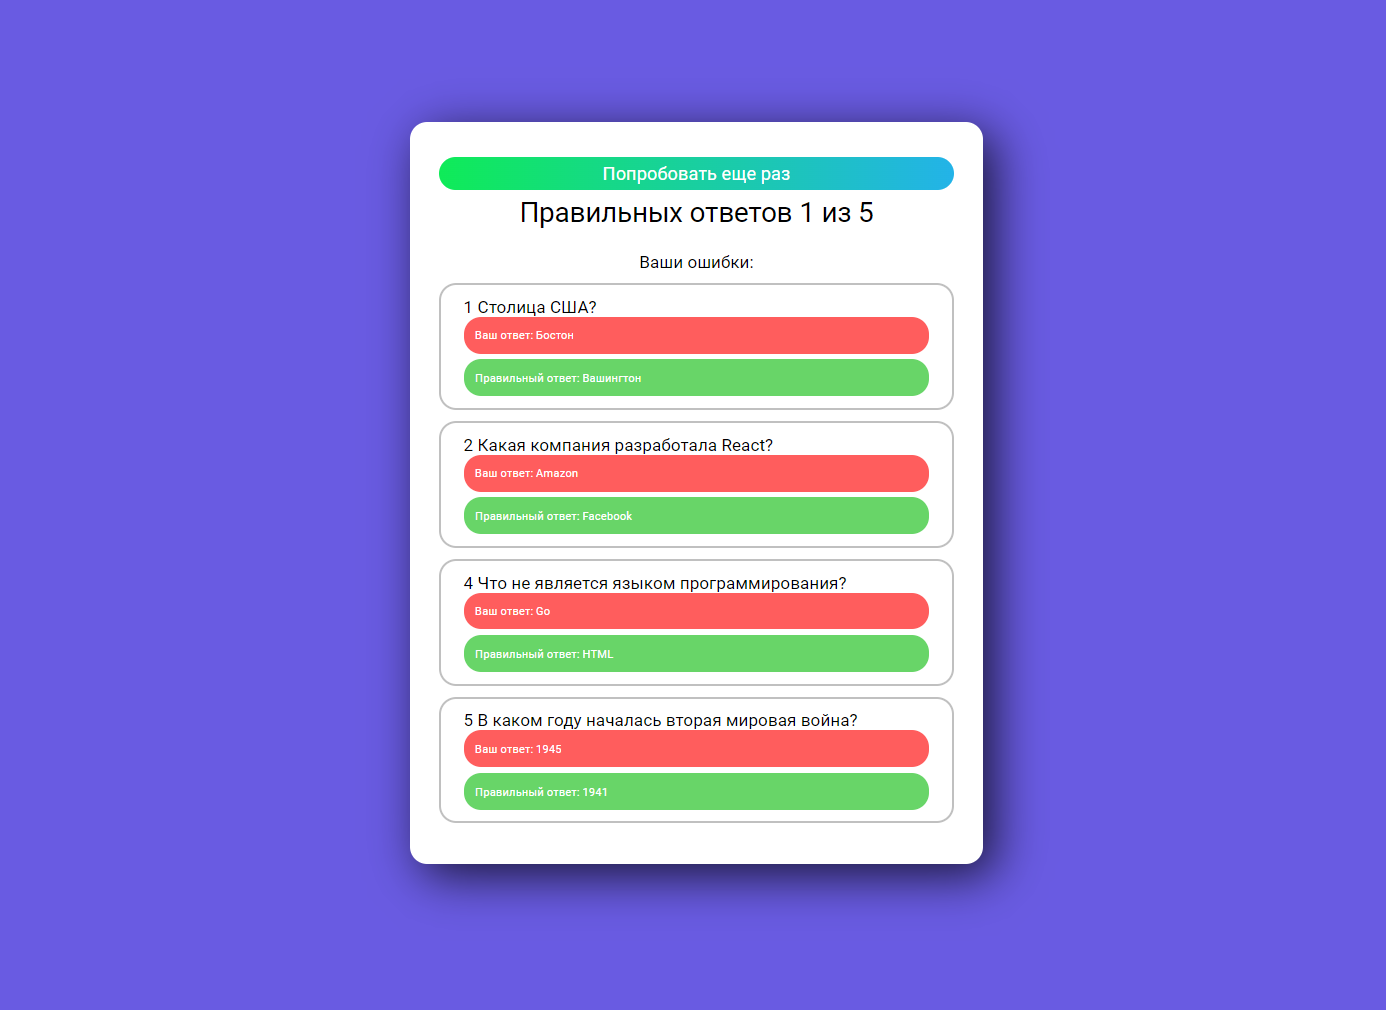 Попробовать еще раз
Правильных ответов 1 из 5
Ваши ошибки:
1 Столица США?
Ваш ответ: Бостон
Правильный ответ: Вашингтон
2 Какая компания разработала React?
Ваш ответ: Amazon
Правильный ответ: Facebook
4 Что не является языком программирования?
Ваш ответ: Go
Правильный ответ: HTML
5 В каком году началась вторая мировая война?
Ваш ответ: 1945
Правильный ответ: 1941